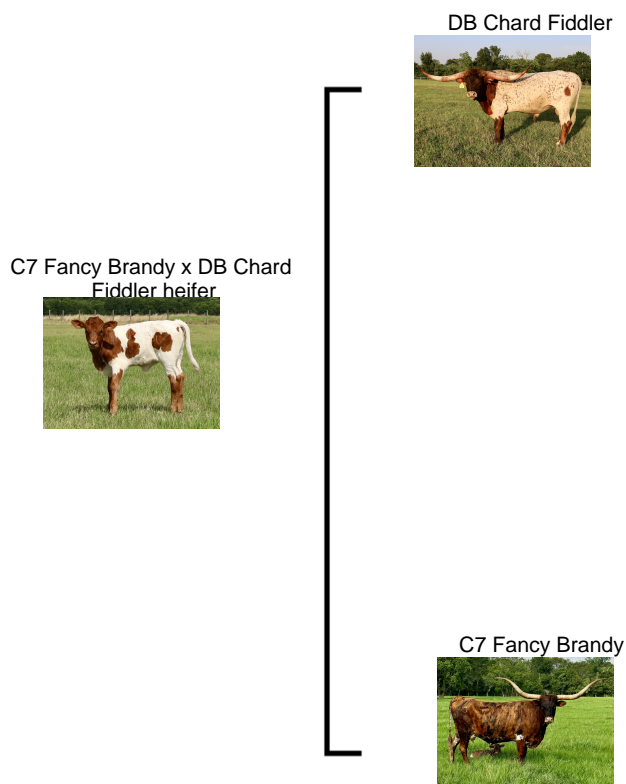 DB Chard Fiddler
C7 Fancy Brandy x DB Chard
Fiddler heifer
C7 Fancy Brandy